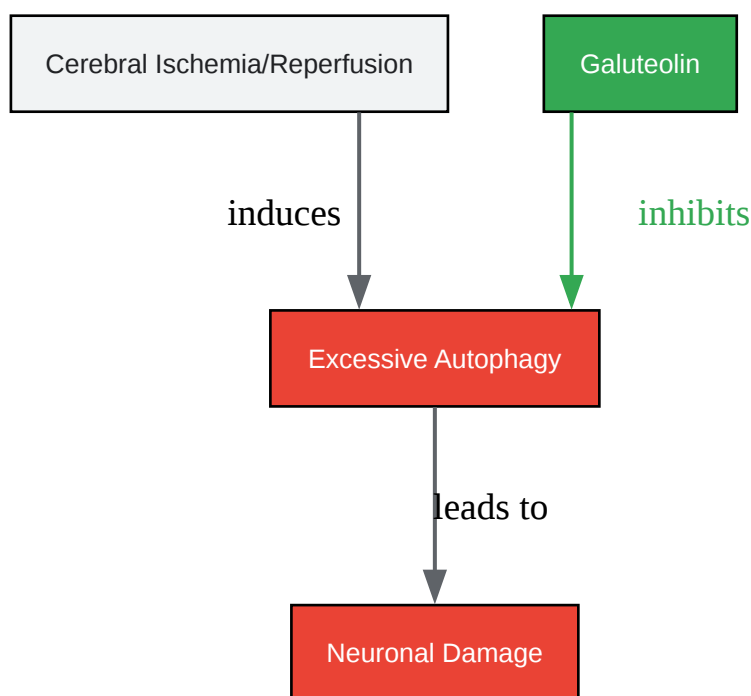 Cerebral Ischemia/Reperfusion
Galuteolin
induces
inhibits
Excessive Autophagy
leads to
Neuronal Damage